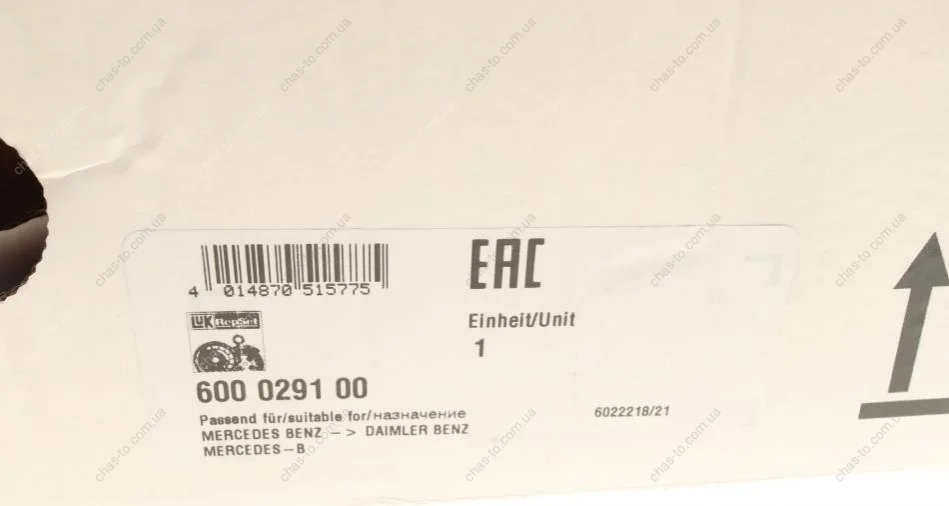 4 014870 515775
EAC
LUK RepSet
Einheit/Unit
1
600 0291 00
Passend für/suitable for/назначение
MERCEDES BENZ -> DAIMLER BENZ
MERCEDES-B
6022218/21
chas-to.com.ua